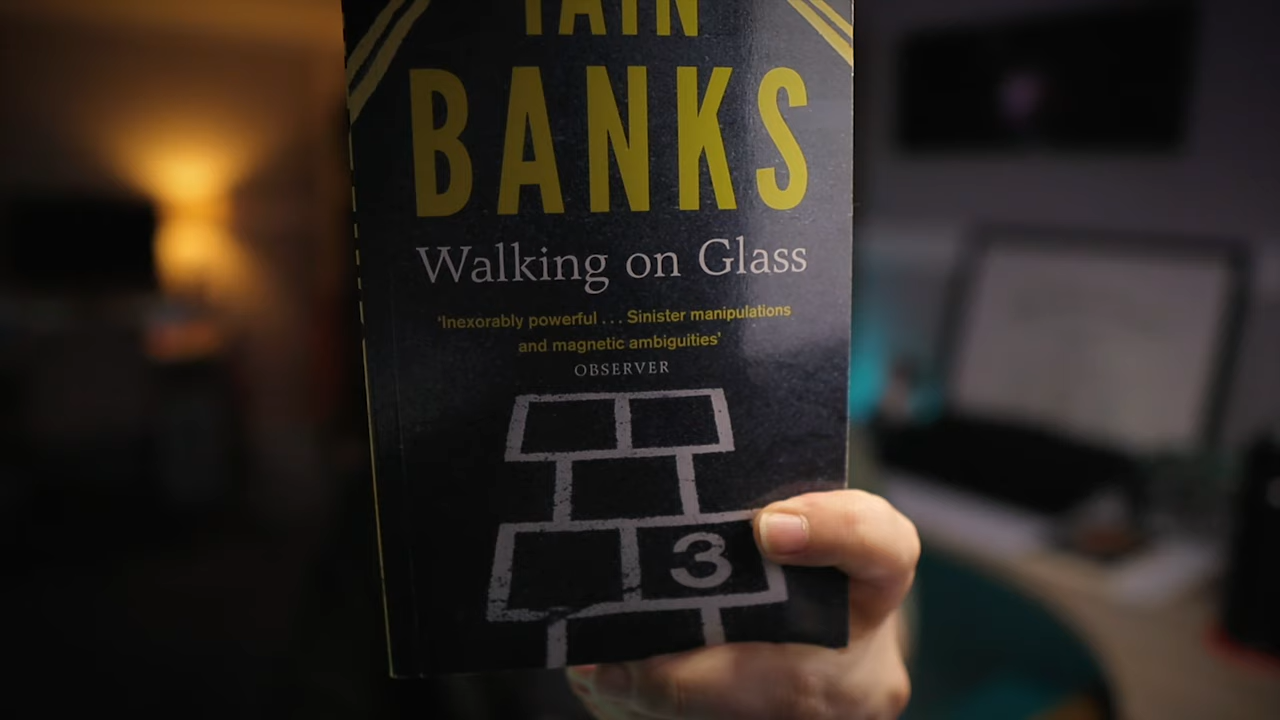 IAIN
BANKS
Walking on Glass
'Inexorably powerful . . . Sinister manipulations
and magnetic ambiguities'
OBSERVER
3